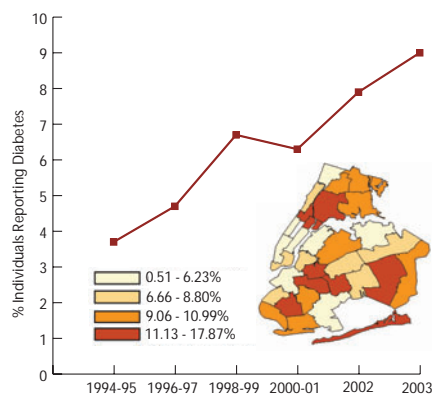 10
9
8
7
6
5
4
3
2
1
0
% Individuals Reporting Diabetes
0.51 - 6.23%
6.66 - 8.80%
9.06 - 10.99%
11.13 - 17.87%
1994-95 1996-97 1998-99 2000-01 2002 2003